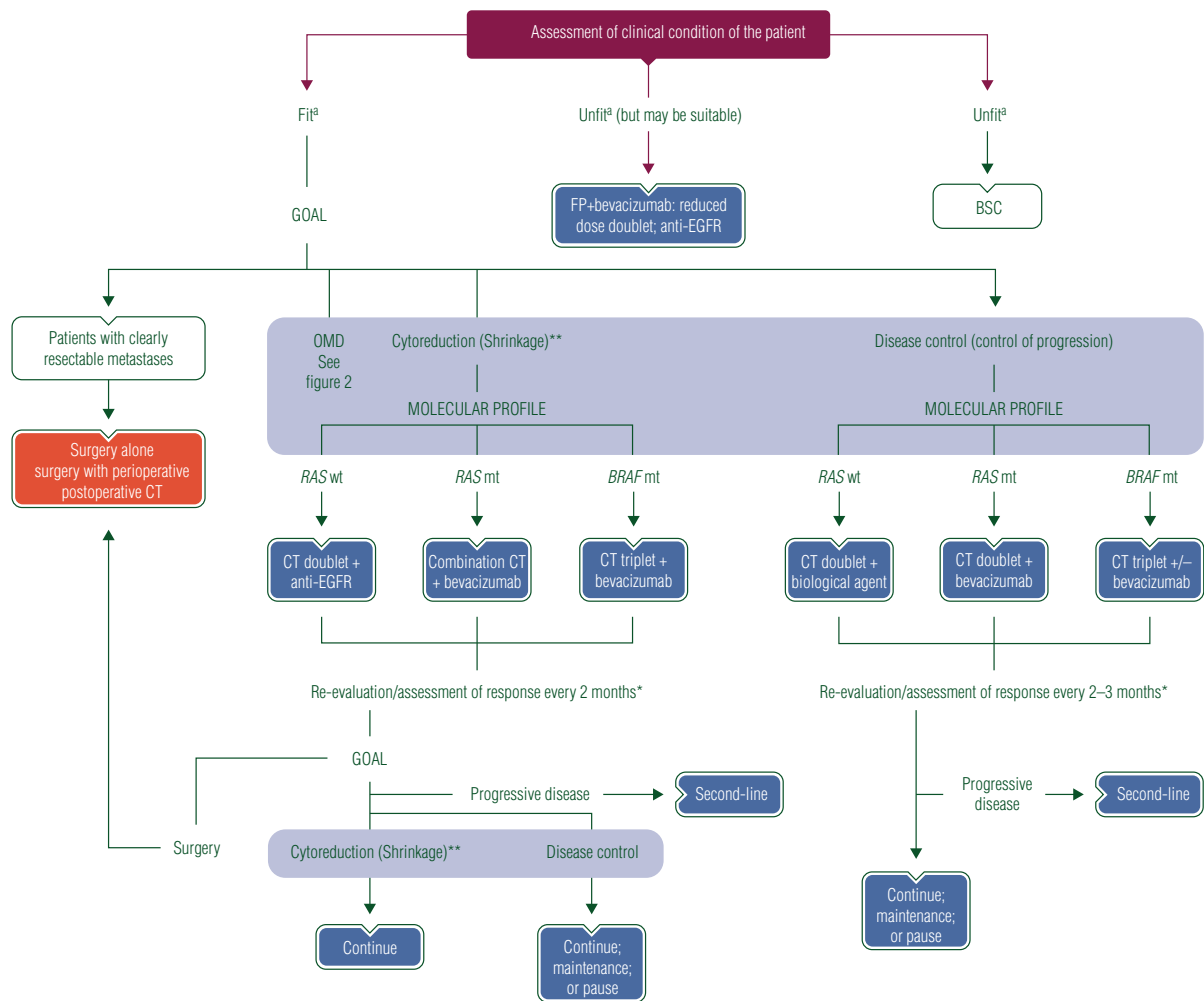 Assessment of clinical condition of the patient
Fitᵃ
Unfitᵃ (but may be suitable)
Unfitᵃ
FP+bevacizumab: reduced
dose doublet; anti-EGFR
BSC
GOAL
Patients with clearly
resectable metastases
OMD
See
figure 2
Cytoreduction (Shrinkage)**
Disease control (control of progression)
MOLECULAR PROFILE
MOLECULAR PROFILE
Surgery alone
surgery with perioperative
postoperative CT
RAS wt
RAS mt
BRAF mt
RAS wt
RAS mt
BRAF mt
CT doublet +
anti-EGFR
Combination CT
+ bevacizumab
CT triplet +
bevacizumab
CT doublet +
biological agent
CT doublet +
bevacizumab
CT triplet +/–
bevacizumab
Re-evaluation/assessment of response every 2 months*
Re-evaluation/assessment of response every 2–3 months*
GOAL
Progressive disease
Second-line
Progressive
disease
Second-line
Surgery
Cytoreduction (Shrinkage)**
Disease control
Continue
Continue;
maintenance;
or pause
Continue;
maintenance;
or pause